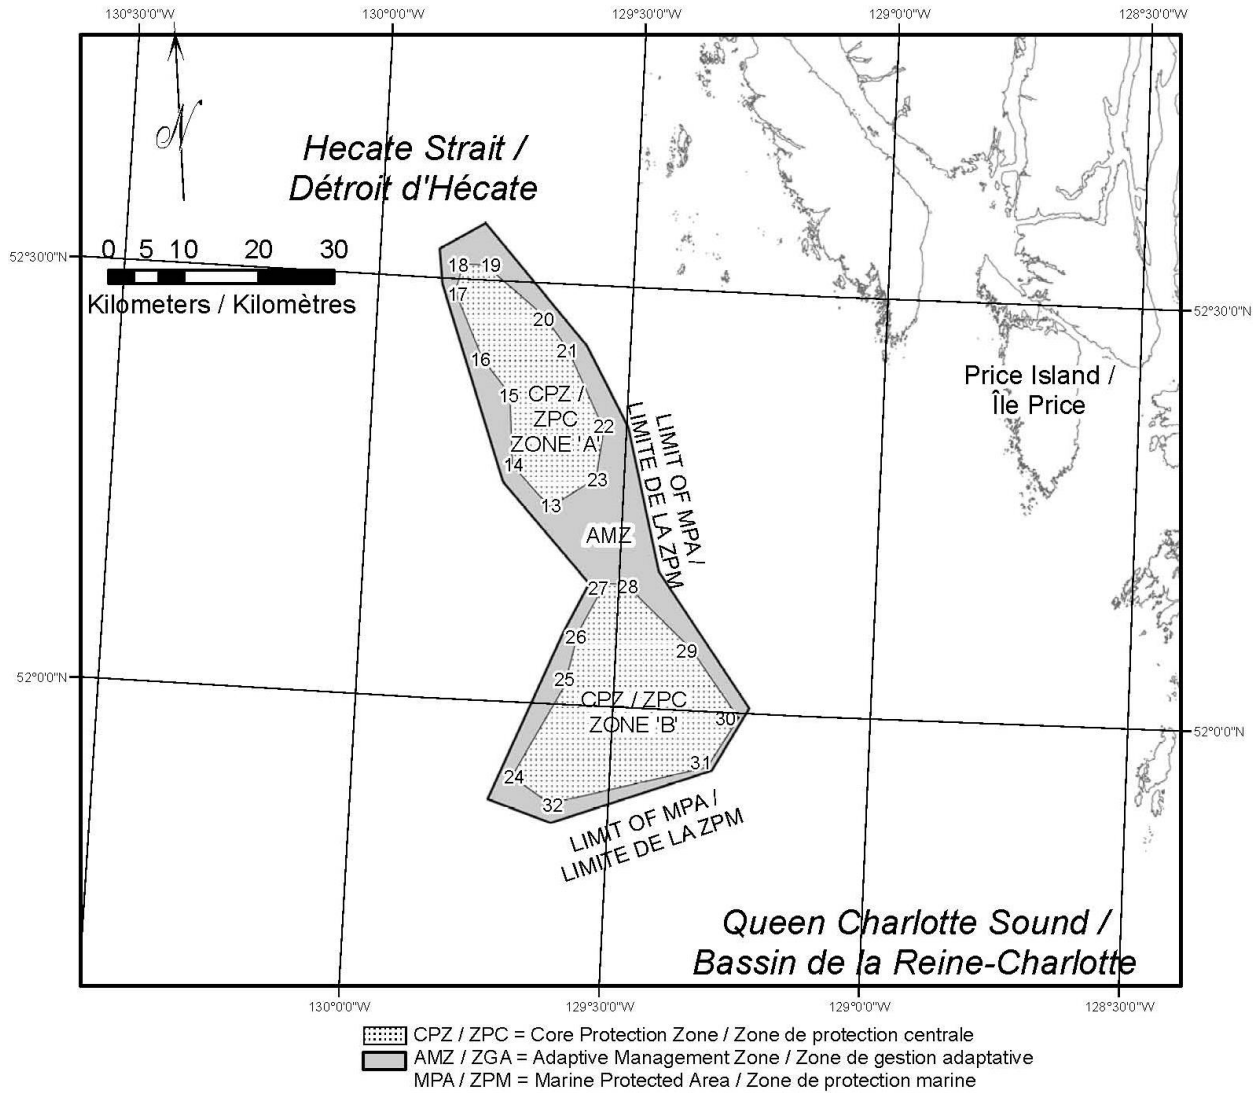 130°30'0"W
130°0'0"W
129°30'0"W
129°0'0"W
128°30'0"W
N
Hecate Strait /
Détroit d'Hécate
0 5 10 20 30
Kilometers / Kilomètres
52°30'0"N
52°30'0"N
18
19
17
20
21
16
15
CPZ /
ZPC
ZONE 'A'
22
14
23
13
Price Island /
Île Price
LIMIT OF MPA /
LIMITE DE LA ZPM
AMZ
27
28
26
29
25
52°0'0"N
CPZ / ZPC
ZONE 'B'
30
52°0'0"N
31
24
32
LIMIT OF MPA /
LIMITE DE LA ZPM
Queen Charlotte Sound /
Bassin de la Reine-Charlotte
130°0'0"W
129°30'0"W
129°0'0"W
128°30'0"W
CPZ / ZPC = Core Protection Zone / Zone de protection centrale
AMZ / ZGA = Adaptive Management Zone / Zone de gestion adaptative
MPA / ZPM = Marine Protected Area / Zone de protection marine